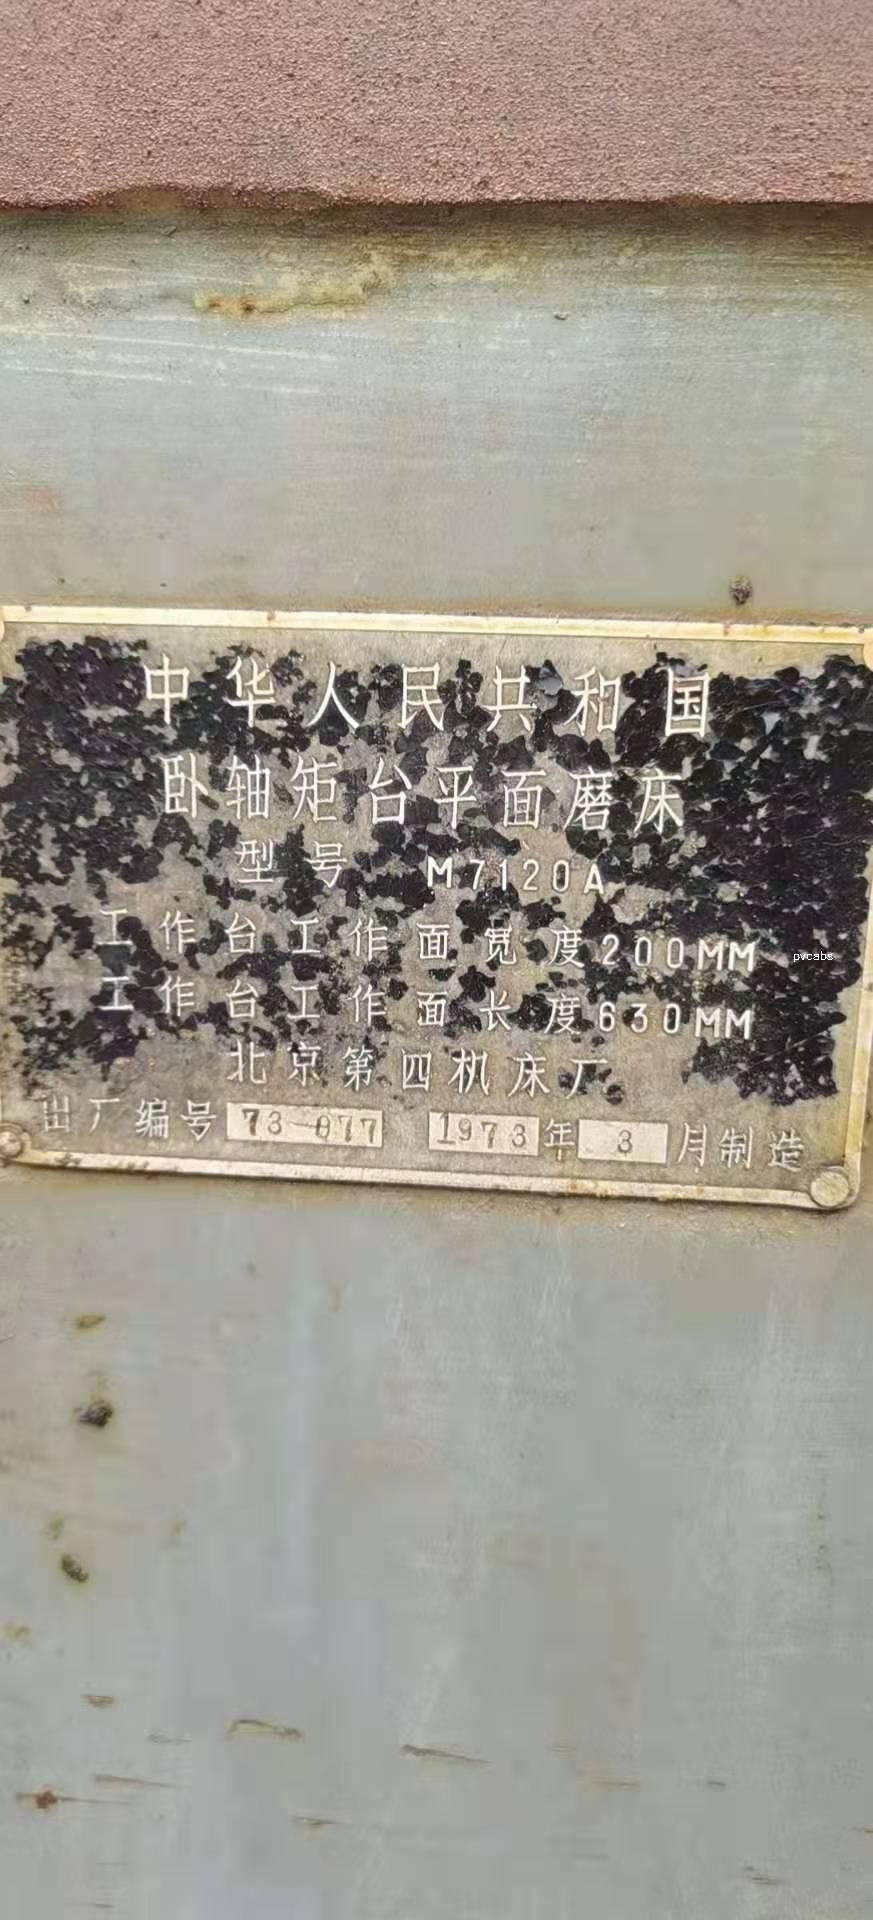 中华人民共和国
卧轴矩台平面磨床
型号 M7120A
工作台工作面宽度200MM
pvcabs
工作台工作面长度630MM
北京第四机床厂
出厂编号 73-077 1973年 3 月制造